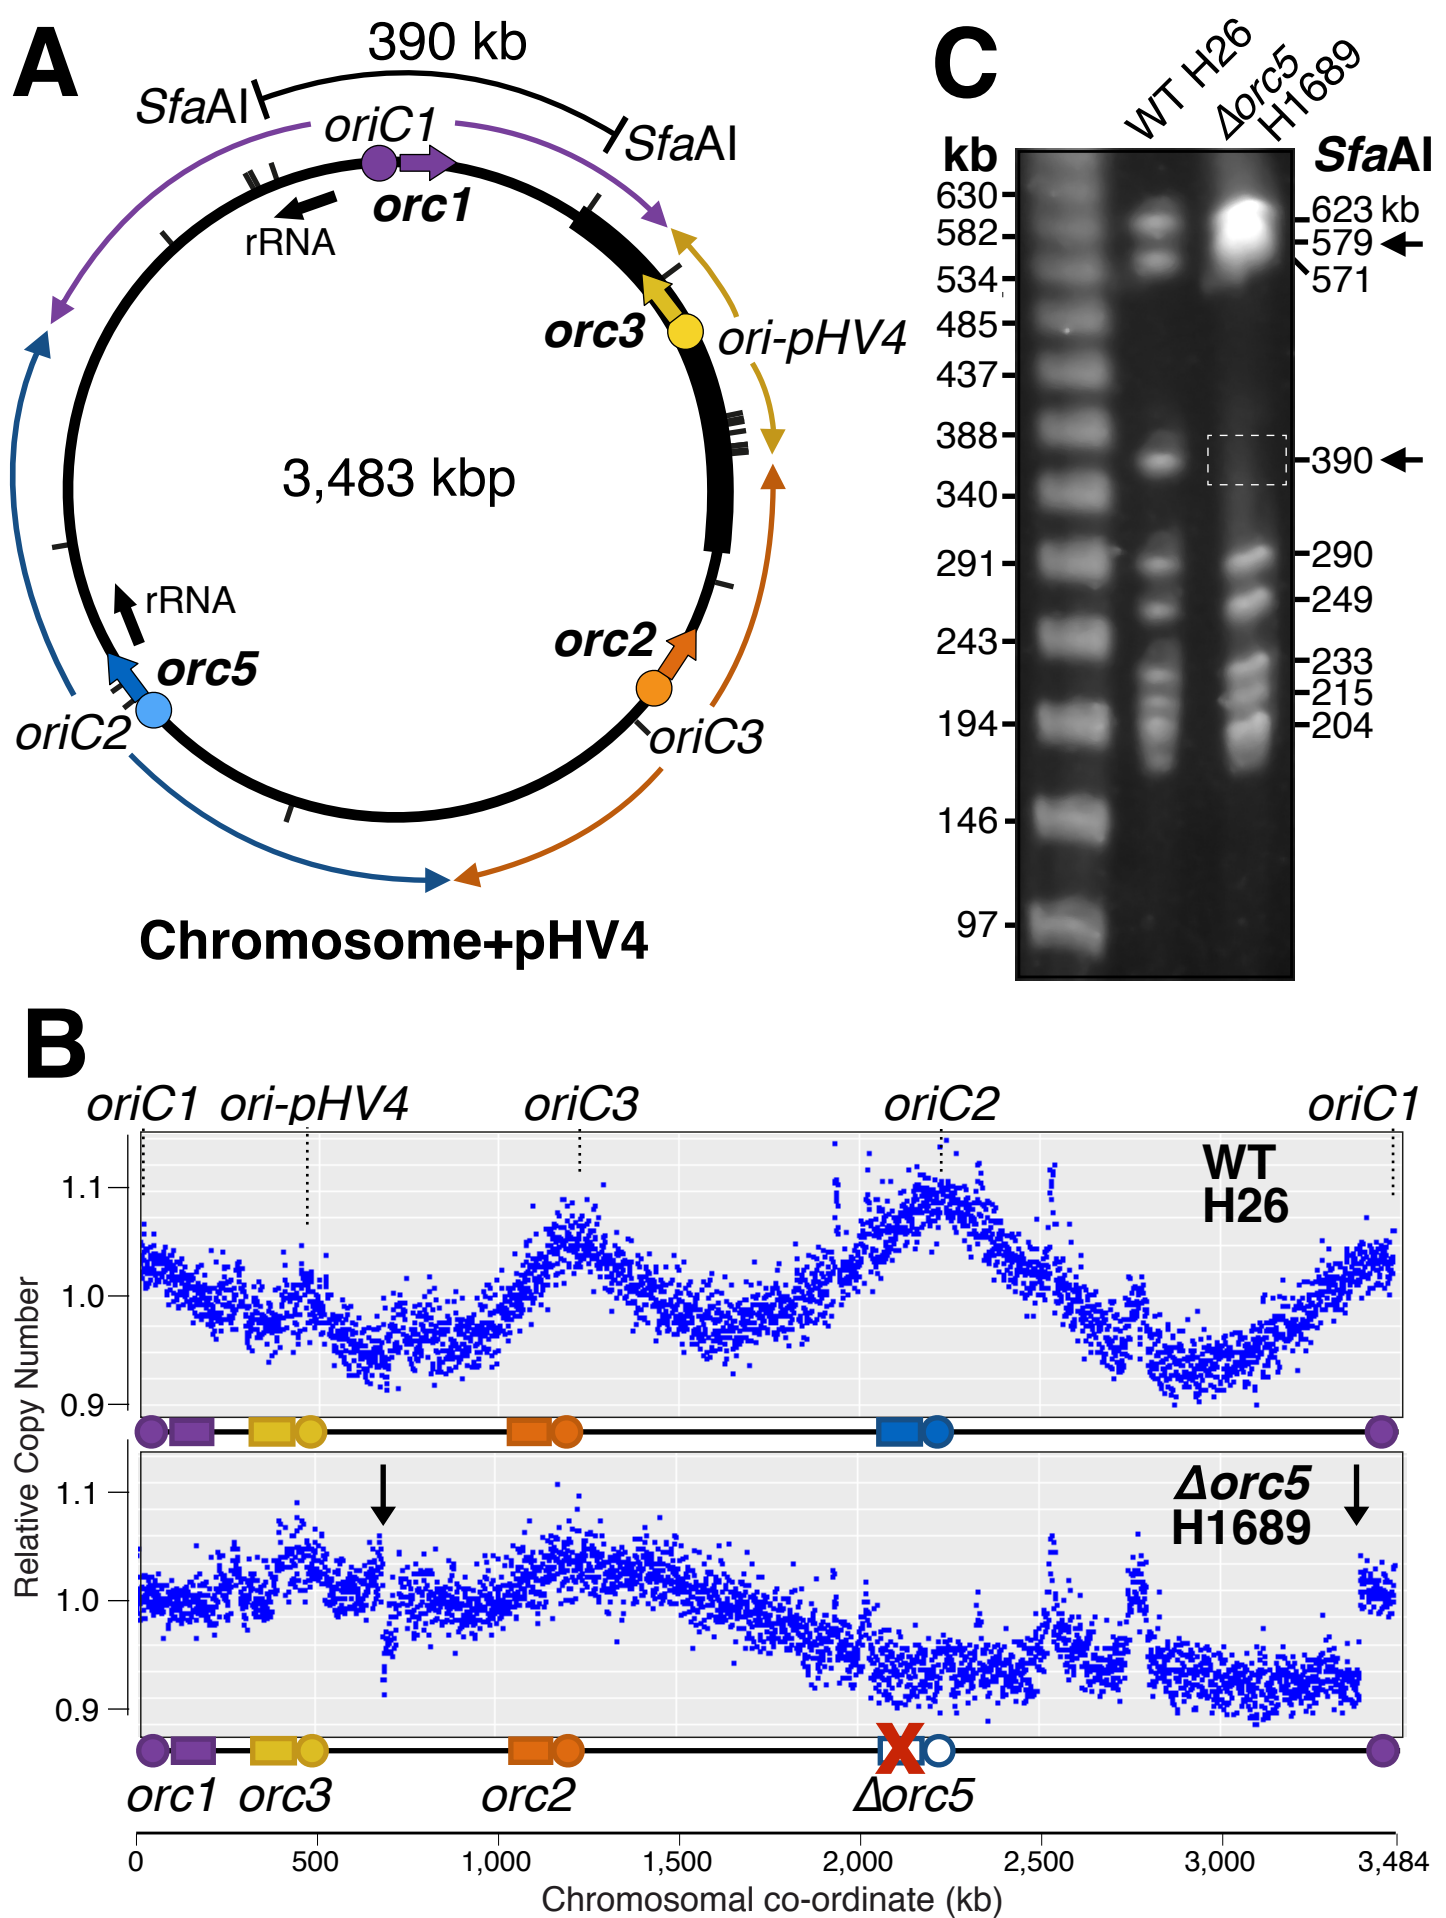 A
390 kb
SfaAI
oriC1
SfaAI
orc1
rRNA
orc3
ori-pHV4
3,483 kbp
rRNA
orc5
orc2
oriC2
oriC3
Chromosome+pHV4
C
WT H26
Δorc5
H1689
kb
SfaAI
630
582
534
485
437
388
340
291
243
194
146
97
623 kb
579
571
390
290
249
233
215
204
B
oriC1 ori-pHV4 oriC3 oriC2 oriC1
Relative Copy Number
1.1
1.0
0.9
WT
H26
1.1
1.0
0.9
Δorc5
H1689
orc1 orc3 orc2 Δorc5
0 500 1,000 1,500 2,000 2,500 3,000 3,484
Chromosomal co-ordinate (kb)